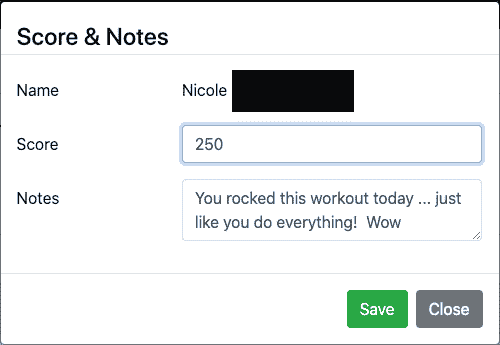 Score & Notes
Name Nicole
Score 250
Notes You rocked this workout today ... just
like you do everything!  Wow
Save Close